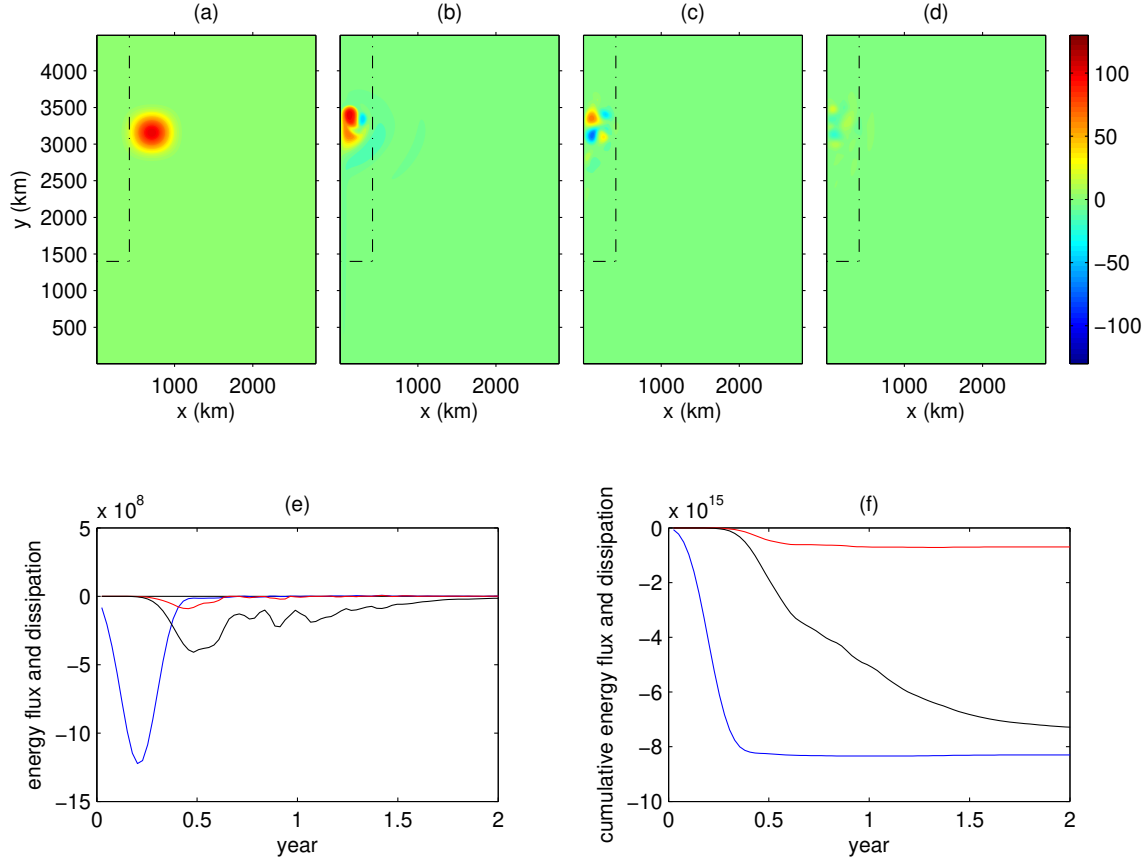 (a) (b) (c) (d)
4000
3500
3000
2500
2000
1500
1000
500
y (km)
1000 2000 1000 2000 1000 2000 1000 2000
x (km) x (km) x (km) x (km)
100
50
0
−50
−100
(e)
x 10^8
5
0
−5
−10
−15
energy flux and dissipation
0 0.5 1 1.5 2
year
(f)
x 10^15
0
−2
−4
−6
−8
−10
cumulative energy flux and dissipation
0 0.5 1 1.5 2
year